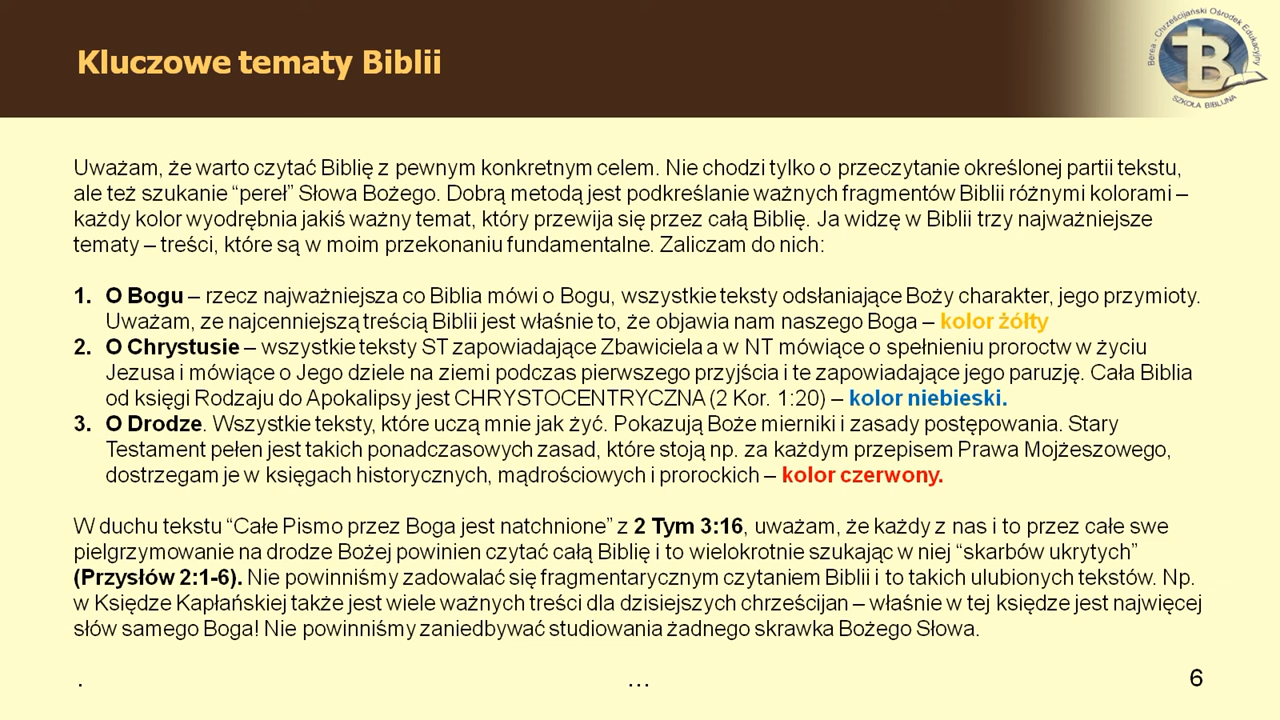 Kluczowe tematy Biblii
Berea - Chrześcijański Ośrodek Edukacyjny
B
SZKOŁA BIBLIJNA
Uważam, że warto czytać Biblię z pewnym konkretnym celem. Nie chodzi tylko o przeczytanie określonej partii tekstu,
ale też szukanie “pereł” Słowa Bożego. Dobrą metodą jest podkreślanie ważnych fragmentów Biblii różnymi kolorami –
każdy kolor wyodrębnia jakiś ważny temat, który przewija się przez całą Biblię. Ja widzę w Biblii trzy najważniejsze
tematy – treści, które są w moim przekonaniu fundamentalne. Zaliczam do nich:
1. O Bogu – rzecz najważniejsza co Biblia mówi o Bogu, wszystkie teksty odsłaniające Boży charakter, jego przymioty.
Uważam, ze najcenniejszą treścią Biblii jest właśnie to, że objawia nam naszego Boga – kolor żółty
2. O Chrystusie – wszystkie teksty ST zapowiadające Zbawiciela a w NT mówiące o spełnieniu proroctw w życiu
Jezusa i mówiące o Jego dziele na ziemi podczas pierwszego przyjścia i te zapowiadające jego paruzję. Cała Biblia
od księgi Rodzaju do Apokalipsy jest CHRYSTOCENTRYCZNA (2 Kor. 1:20) – kolor niebieski.
3. O Drodze. Wszystkie teksty, które uczą mnie jak żyć. Pokazują Boże mierniki i zasady postępowania. Stary
Testament pełen jest takich ponadczasowych zasad, które stoją np. za każdym przepisem Prawa Mojżeszowego,
dostrzegam je w księgach historycznych, mądrościowych i prorockich – kolor czerwony.
W duchu tekstu “Całe Pismo przez Boga jest natchnione” z 2 Tym 3:16, uważam, że każdy z nas i to przez całe swe
pielgrzymowanie na drodze Bożej powinien czytać całą Biblię i to wielokrotnie szukając w niej “skarbów ukrytych”
(Przysłów 2:1-6). Nie powinniśmy zadowalać się fragmentarycznym czytaniem Biblii i to takich ulubionych tekstów. Np.
w Księdze Kapłańskiej także jest wiele ważnych treści dla dzisiejszych chrześcijan – właśnie w tej księdze jest najwięcej
słów samego Boga! Nie powinniśmy zaniedbywać studiowania żadnego skrawka Bożego Słowa.
. … 6